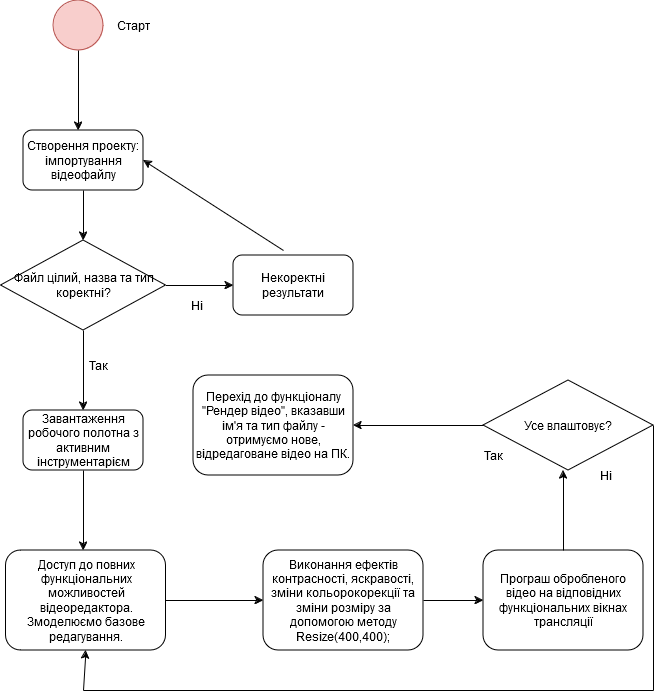 Старт
Створення проекту:
імпортування
відеофайлу
Файл цілий, назва та тип
коректні?
Ні
Некоректні
результати
Так
Завантаження
робочого полотна з
активним
інструментарієм
Перехід до функціоналу
"Рендер відео", вказавши
ім'я та тип файлу -
отримуємо нове,
відредаговане відео на ПК.
Усе влаштовує?
Так
Ні
Доступ до повних
функціональних
можливостей
відеоредактора.
Змоделюємо базове
редагування.
Виконання ефектів
контрасності, яскравості,
зміни кольорокорекції та
зміни розміру за
допомогою методу
Resize(400,400);
Програш обробленого
відео на відповідних
функціональних вікнах
трансляції